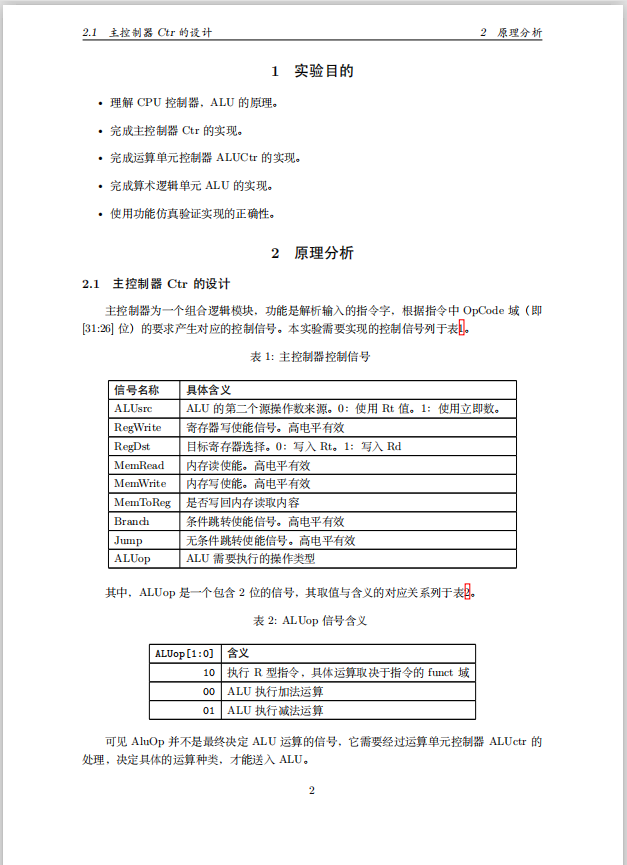 2.1 主控制器 Ctr 的设计 2 原理分析
1 实验目的
• 理解 CPU 控制器，ALU 的原理。
• 完成主控制器 Ctr 的实现。
• 完成运算单元控制器 ALUCtr 的实现。
• 完成算术逻辑单元 ALU 的实现。
• 使用功能仿真验证实现的正确性。
2 原理分析
2.1 主控制器 Ctr 的设计
主控制器为一个组合逻辑模块，功能是解析输入的指令字，根据指令中 OpCode 域（即
[31:26] 位）的要求产生对应的控制信号。本实验需要实现的控制信号列于表1。
表 1: 主控制器控制信号
信号名称 具体含义
ALUsrc ALU 的第二个源操作数来源。0：使用 Rt 值。1：使用立即数。
RegWrite 寄存器写使能信号。高电平有效
RegDst 目标寄存器选择。0：写入 Rt。1：写入 Rd
MemRead 内存读使能。高电平有效
MemWrite 内存写使能。高电平有效
MemToReg 是否写回内存读取内容
Branch 条件跳转使能信号。高电平有效
Jump 无条件跳转使能信号。高电平有效
ALUop ALU 需要执行的操作类型
其中，ALUop 是一个包含 2 位的信号，其取值与含义的对应关系列于表2。
表 2: ALUop 信号含义
ALUop[1:0] 含义
10 执行 R 型指令，具体运算取决于指令的 funct 域
00 ALU 执行加法运算
01 ALU 执行减法运算
可见 AluOp 并不是最终决定 ALU 运算的信号，它需要经过运算单元控制器 ALUctr 的
处理，决定具体的运算种类，才能送入 ALU。
2